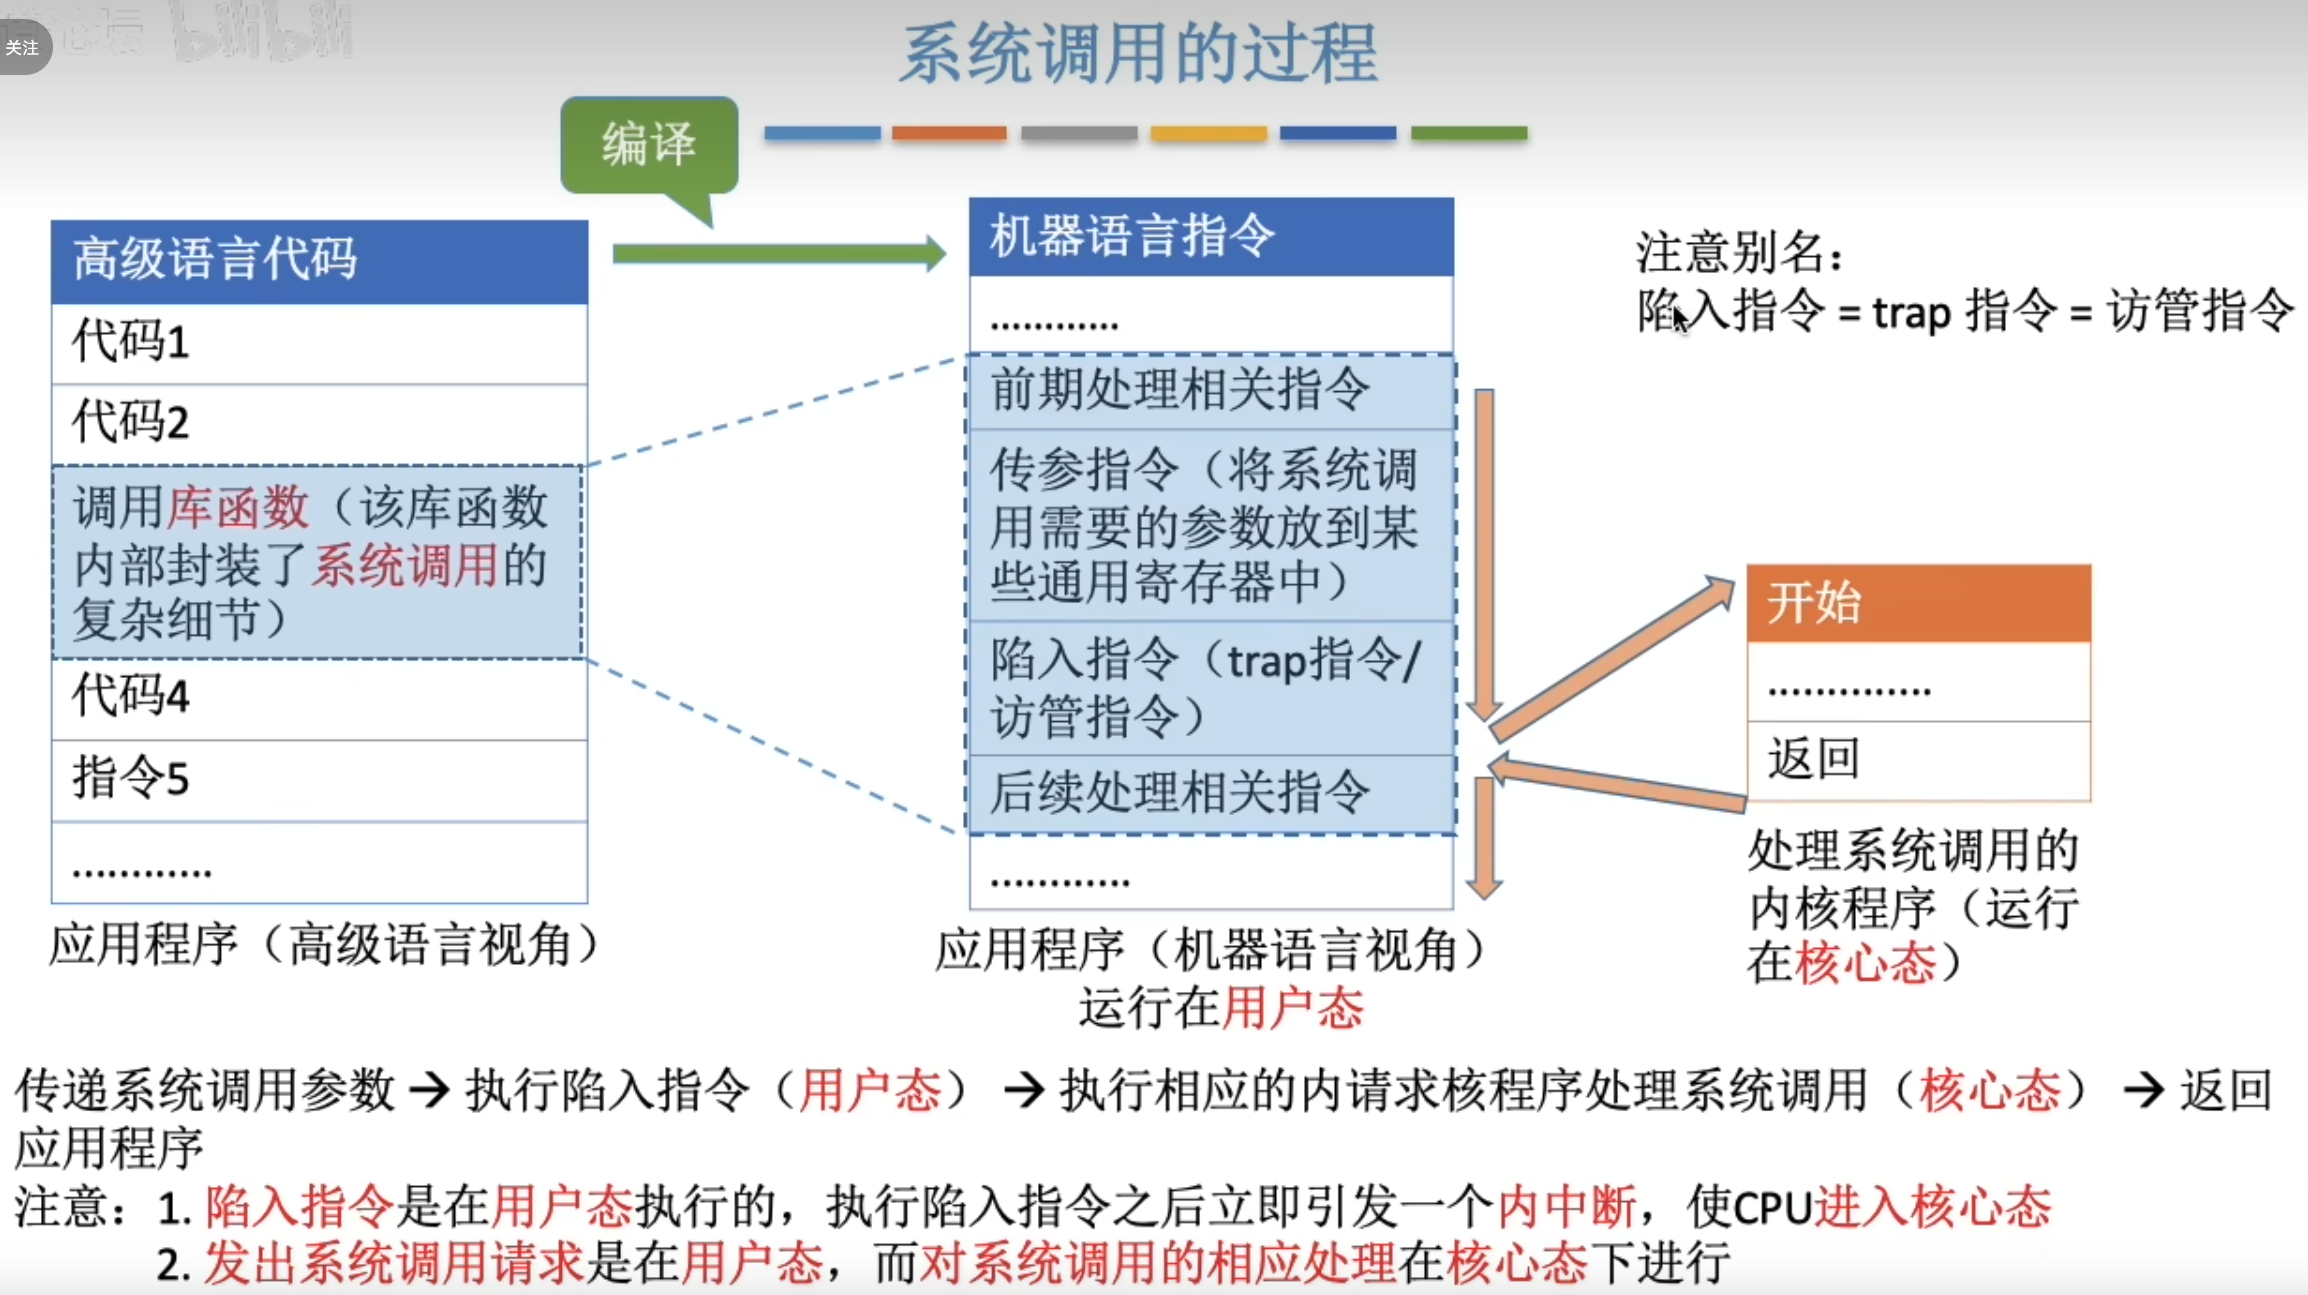 关注
论坛 bilibili
系统调用的过程
编译
高级语言代码
代码1
代码2
调用库函数（该库函数
内部封装了系统调用的
复杂细节）
代码4
指令5
............
应用程序（高级语言视角）
机器语言指令
...........
前期处理相关指令
传参指令（将系统调
用需要的参数放到某
些通用寄存器中）
陷入指令（trap指令/
访管指令）
后续处理相关指令
............
应用程序（机器语言视角）
运行在用户态
注意别名：
陷入指令 = trap 指令 = 访管指令
开始
..............
返回
处理系统调用的
内核程序（运行
在核心态）
传递系统调用参数 → 执行陷入指令（用户态） → 执行相应的内请求核程序处理系统调用（核心态） → 返回
应用程序
注意：1. 陷入指令是在用户态执行的，执行陷入指令之后立即引发一个内中断，使CPU进入核心态
2. 发出系统调用请求是在用户态，而对系统调用的相应处理在核心态下进行